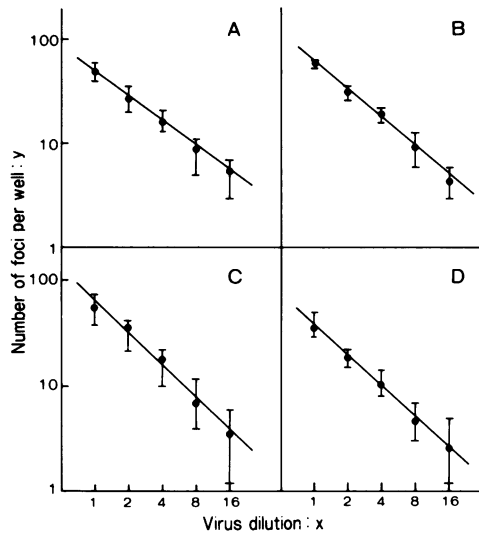 A
B
100
10
1
C
D
100
10
1
1 2 4 8 16
1 2 4 8 16
Number of foci per well : y
Virus dilution : x